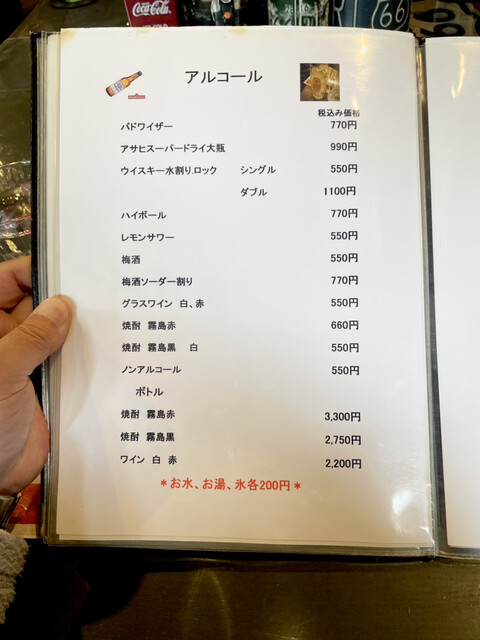 Coca-Cola
66
アルコール
税込み価格
バドワイザー 770円
アサヒスーパードライ大瓶 990円
ウイスキー水割り.ロック シングル 550円
ダブル 1100円
ハイボール 770円
レモンサワー 550円
梅酒 550円
梅酒ソーダー割り 770円
グラスワイン 白、赤 550円
焼酎 霧島赤 660円
焼酎 霧島黒 白 550円
ノンアルコール 550円
ボトル
焼酎 霧島赤 3,300円
焼酎 霧島黒 2,750円
ワイン 白 赤 2,200円
*お水、お湯、氷各200円*